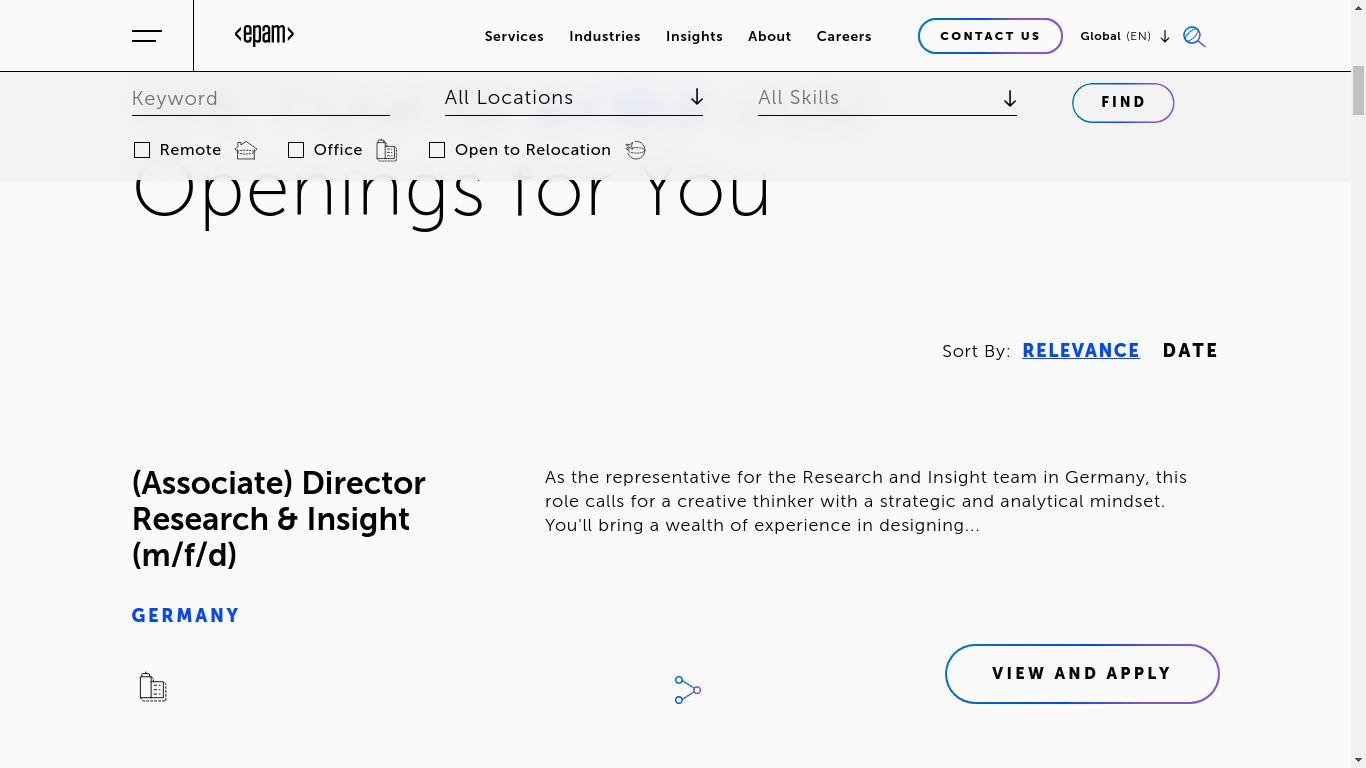 <epam>
Services Industries Insights About Careers CONTACT US Global (EN)
Keyword All Locations All Skills FIND
Remote Office Open to Relocation
Openings for You
Sort By: RELEVANCE DATE
(Associate) Director
Research & Insight
(m/f/d)
As the representative for the Research and Insight team in Germany, this
role calls for a creative thinker with a strategic and analytical mindset.
You'll bring a wealth of experience in designing...
GERMANY
VIEW AND APPLY